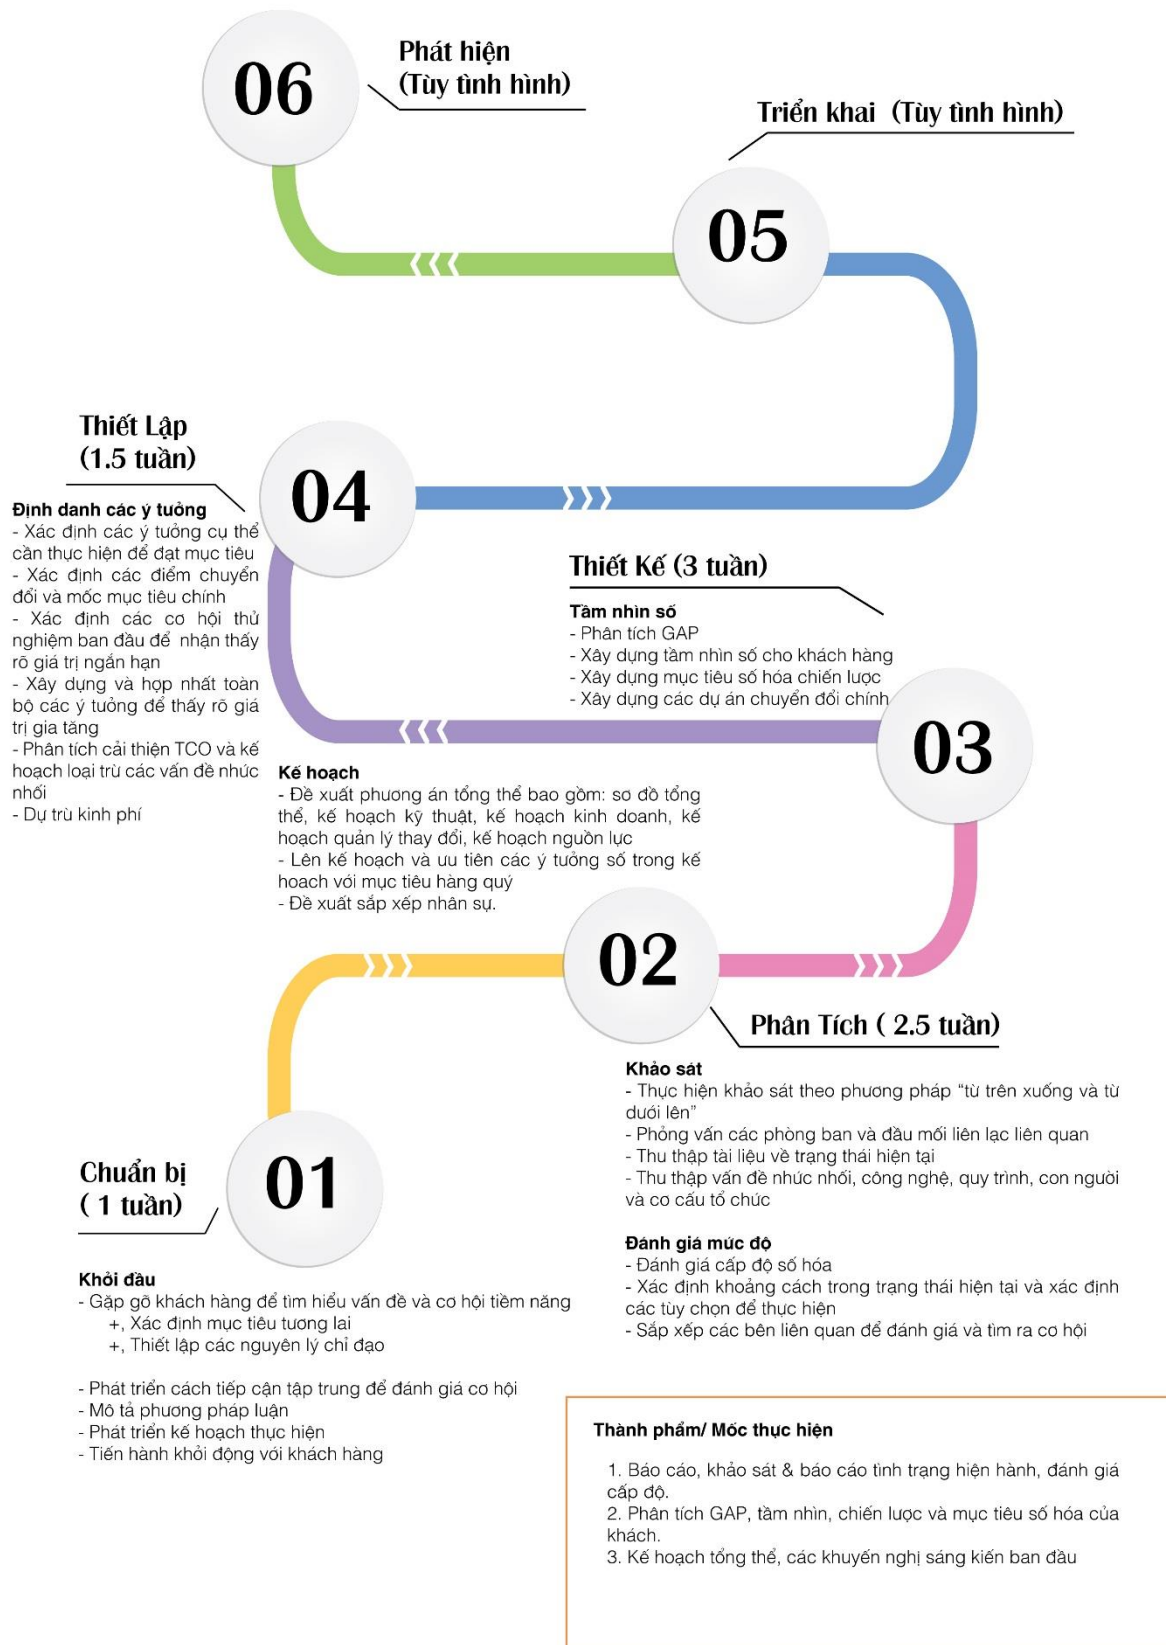 06
Phát hiện
(Tùy tình hình)
Triển khai (Tùy tình hình)
05
Thiết Lập
(1.5 tuần)
04
Định danh các ý tưởng
- Xác định các ý tưởng cụ thể
cần thực hiện để đạt mục tiêu
- Xác định các điểm chuyển
đổi và mốc mục tiêu chính
- Xác định các cơ hội thử
nghiệm ban đầu để nhận thấy
rõ giá trị ngắn hạn
- Xây dựng và hợp nhất toàn
bộ các ý tưởng để thấy rõ giá
trị gia tăng
- Phân tích cải thiện TCO và kế
hoạch loại trừ các vấn đề nhức
nhối
- Dự trù kinh phí
Thiết Kế (3 tuần)
Tầm nhìn số
- Phân tích GAP
- Xây dựng tầm nhìn số cho khách hàng
- Xây dựng mục tiêu số hóa chiến lược
- Xây dựng các dự án chuyển đổi chính
03
Kế hoạch
- Đề xuất phương án tổng thể bao gồm: sơ đồ tổng
thể, kế hoạch kỹ thuật, kế hoạch kinh doanh, kế
hoạch quản lý thay đổi, kế hoạch nguồn lực
- Lên kế hoạch và ưu tiên các ý tưởng số trong kế
hoach với mục tiêu hàng quý
- Đề xuất sắp xếp nhân sự.
02
Phân Tích ( 2.5 tuần)
Khảo sát
- Thực hiện khảo sát theo phương pháp “từ trên xuống và từ
dưới lên”
- Phỏng vấn các phòng ban và đầu mối liên lạc liên quan
- Thu thập tài liệu về trạng thái hiện tại
- Thu thập vấn đề nhức nhối, công nghệ, quy trình, con người
và cơ cấu tổ chức
Đánh giá mức độ
- Đánh giá cấp độ số hóa
- Xác định khoảng cách trong trạng thái hiện tại và xác định
các tùy chọn để thực hiện
- Sắp xếp các bên liên quan để đánh giá và tìm ra cơ hội
Chuẩn bị
( 1 tuần)
01
Khởi đầu
- Gặp gỡ khách hàng để tìm hiểu vấn đề và cơ hội tiềm năng
+, Xác định mục tiêu tương lai
+, Thiết lập các nguyên lý chỉ đạo
- Phát triển cách tiếp cận tập trung để đánh giá cơ hội
- Mô tả phương pháp luận
- Phát triển kế hoạch thực hiện
- Tiến hành khởi động với khách hàng
Thành phẩm/ Mốc thực hiện
1. Báo cáo, khảo sát & báo cáo tình trạng hiện hành, đánh giá
cấp độ.
2. Phân tích GAP, tầm nhìn, chiến lược và mục tiêu số hóa của
khách.
3. Kế hoạch tổng thể, các khuyến nghị sáng kiến ban đầu